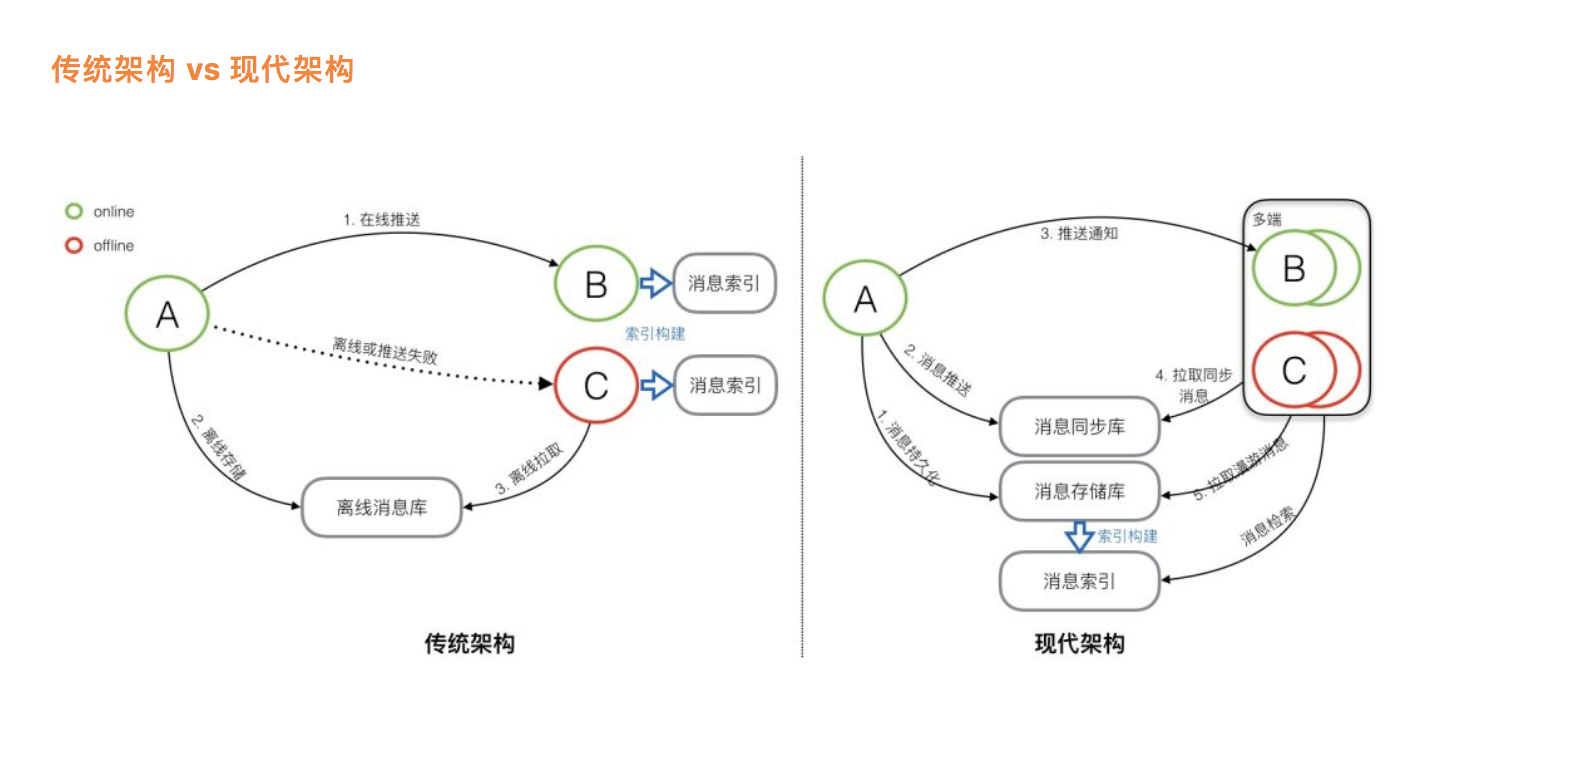 传统架构 vs 现代架构
online
offline
1. 在线推送
A
B
消息索引
索引构建
离线或推送失败
C
消息索引
2. 离线存储
3. 离线拉取
离线消息库
传统架构
多端
3. 推送通知
B
A
2. 消息推送
C
4. 拉取同步
消息
1. 消息持久化
消息同步库
消息存储库
5. 拉取漫游消息
索引构建
消息检索
消息索引
现代架构